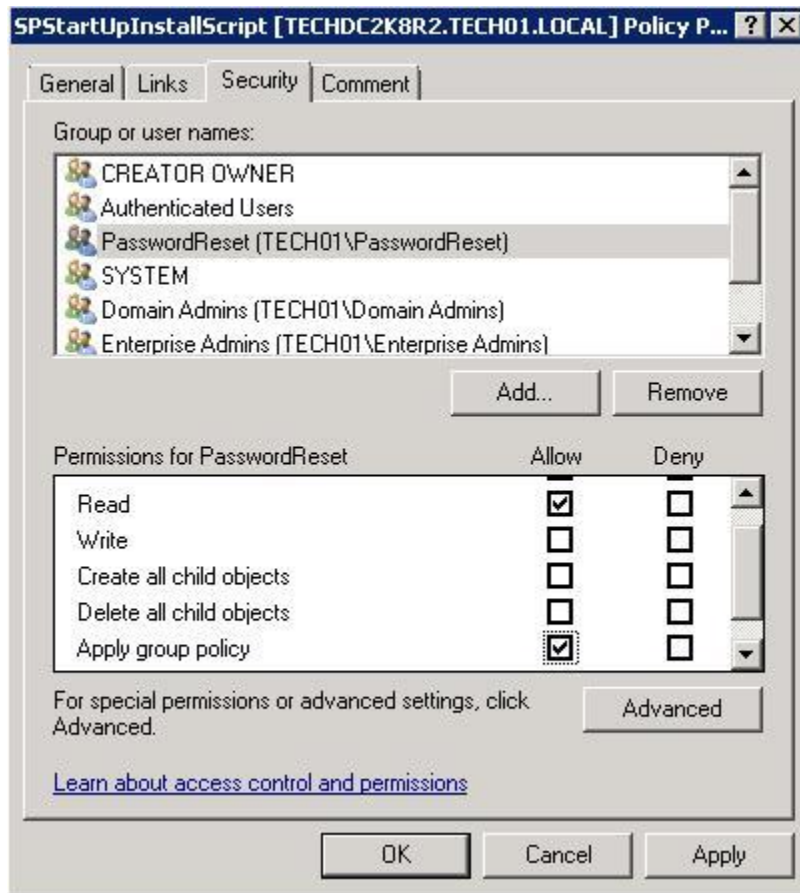 SPStartUpInstallScript [TECHDC2K8R2.TECH01.LOCAL] Policy P...
General Links Security Comment
Group or user names:
CREATOR OWNER
Authenticated Users
PasswordReset (TECH01\PasswordReset)
SYSTEM
Domain Admins (TECH01\Domain Admins)
Enterprise Admins (TECH01\Enterprise Admins)
Add... Remove
Permissions for PasswordReset Allow Deny
Read
Write
Create all child objects
Delete all child objects
Apply group policy
For special permissions or advanced settings, click Advanced
Advanced.
Learn about access control and permissions
OK Cancel Apply